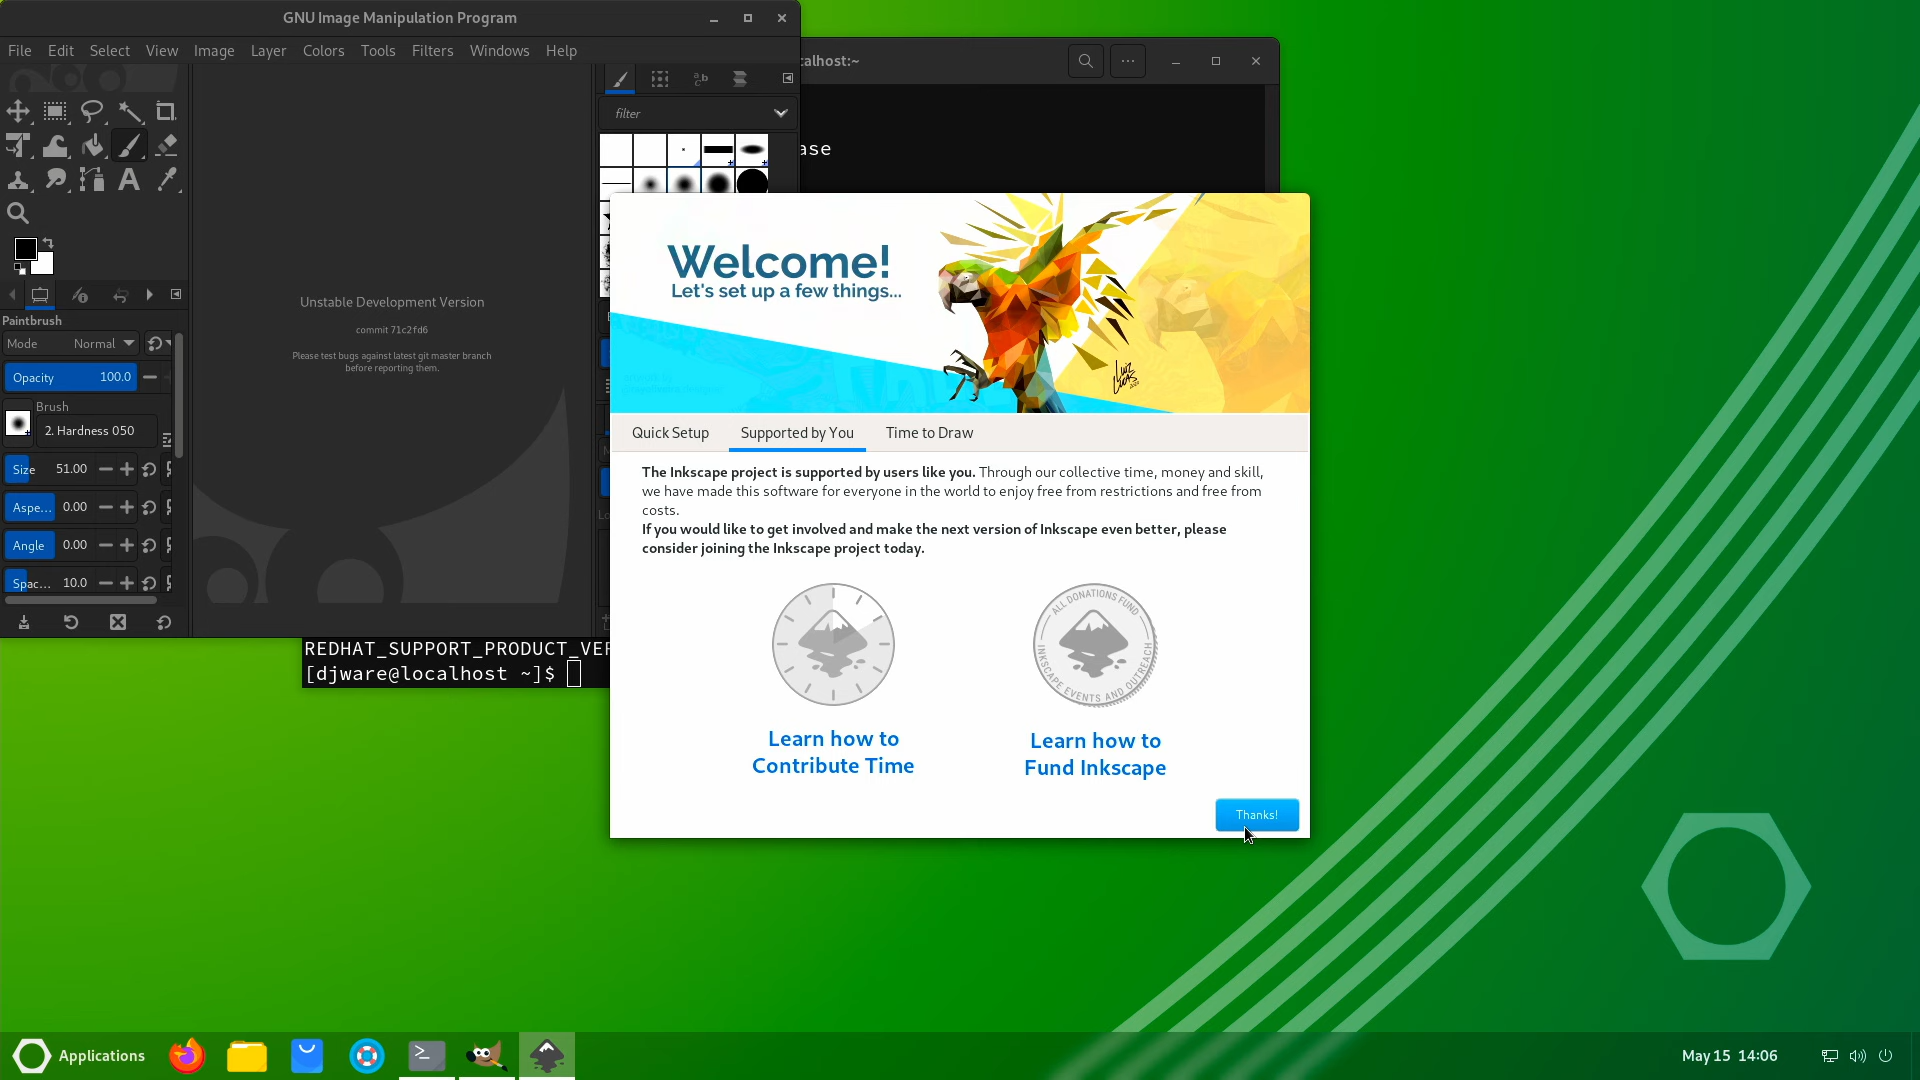 GNU Image Manipulation Program
File Edit Select View Image Layer Colors Tools Filters Windows Help
calhost:~
filter
ase
Unstable Development Version
commit 71c2fd6
Please test bugs against latest git master branch
before reporting them.
Paintbrush
Mode Normal
Opacity 100.0
Brush
2. Hardness 050
Size 51.00
Aspe... 0.00
Angle 0.00
Spac... 10.0
REDHAT_SUPPORT_PRODUCT_VER
[djware@localhost ~]$
Welcome!
Let's set up a few things...
Quick Setup Supported by You Time to Draw
The Inkscape project is supported by users like you. Through our collective time, money and skill,
we have made this software for everyone in the world to enjoy free from restrictions and free from
costs.
If you would like to get involved and make the next version of Inkscape even better, please
consider joining the Inkscape project today.
ALL DONATIONS FUND
INKSCAPE EVENTS AND OUTREACH
Learn how to
Contribute Time
Learn how to
Fund Inkscape
Thanks!
Applications
May 15 14:06